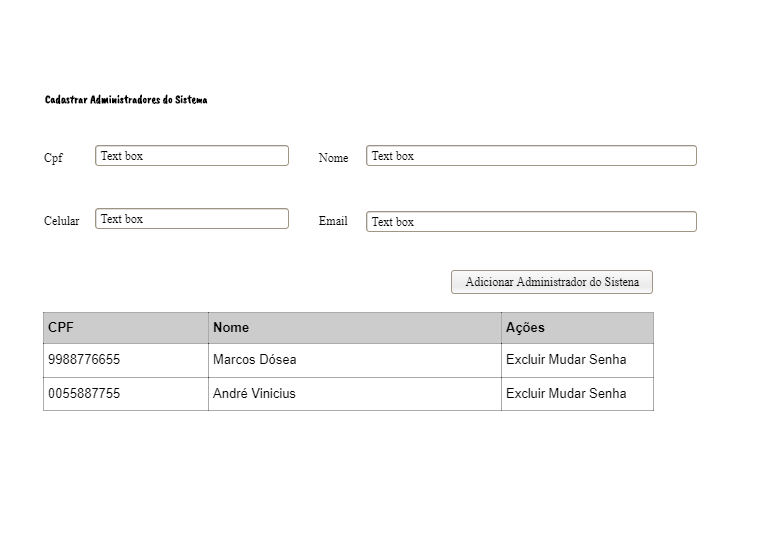 Cadastrar Administradores do Sistema
Cpf Text box Nome Text box
Celular Text box Email Text box
Adicionar Administrador do Sistena
CPF Nome Ações
9988776655 Marcos Dósea Excluir Mudar Senha
0055887755 André Vinicius Excluir Mudar Senha